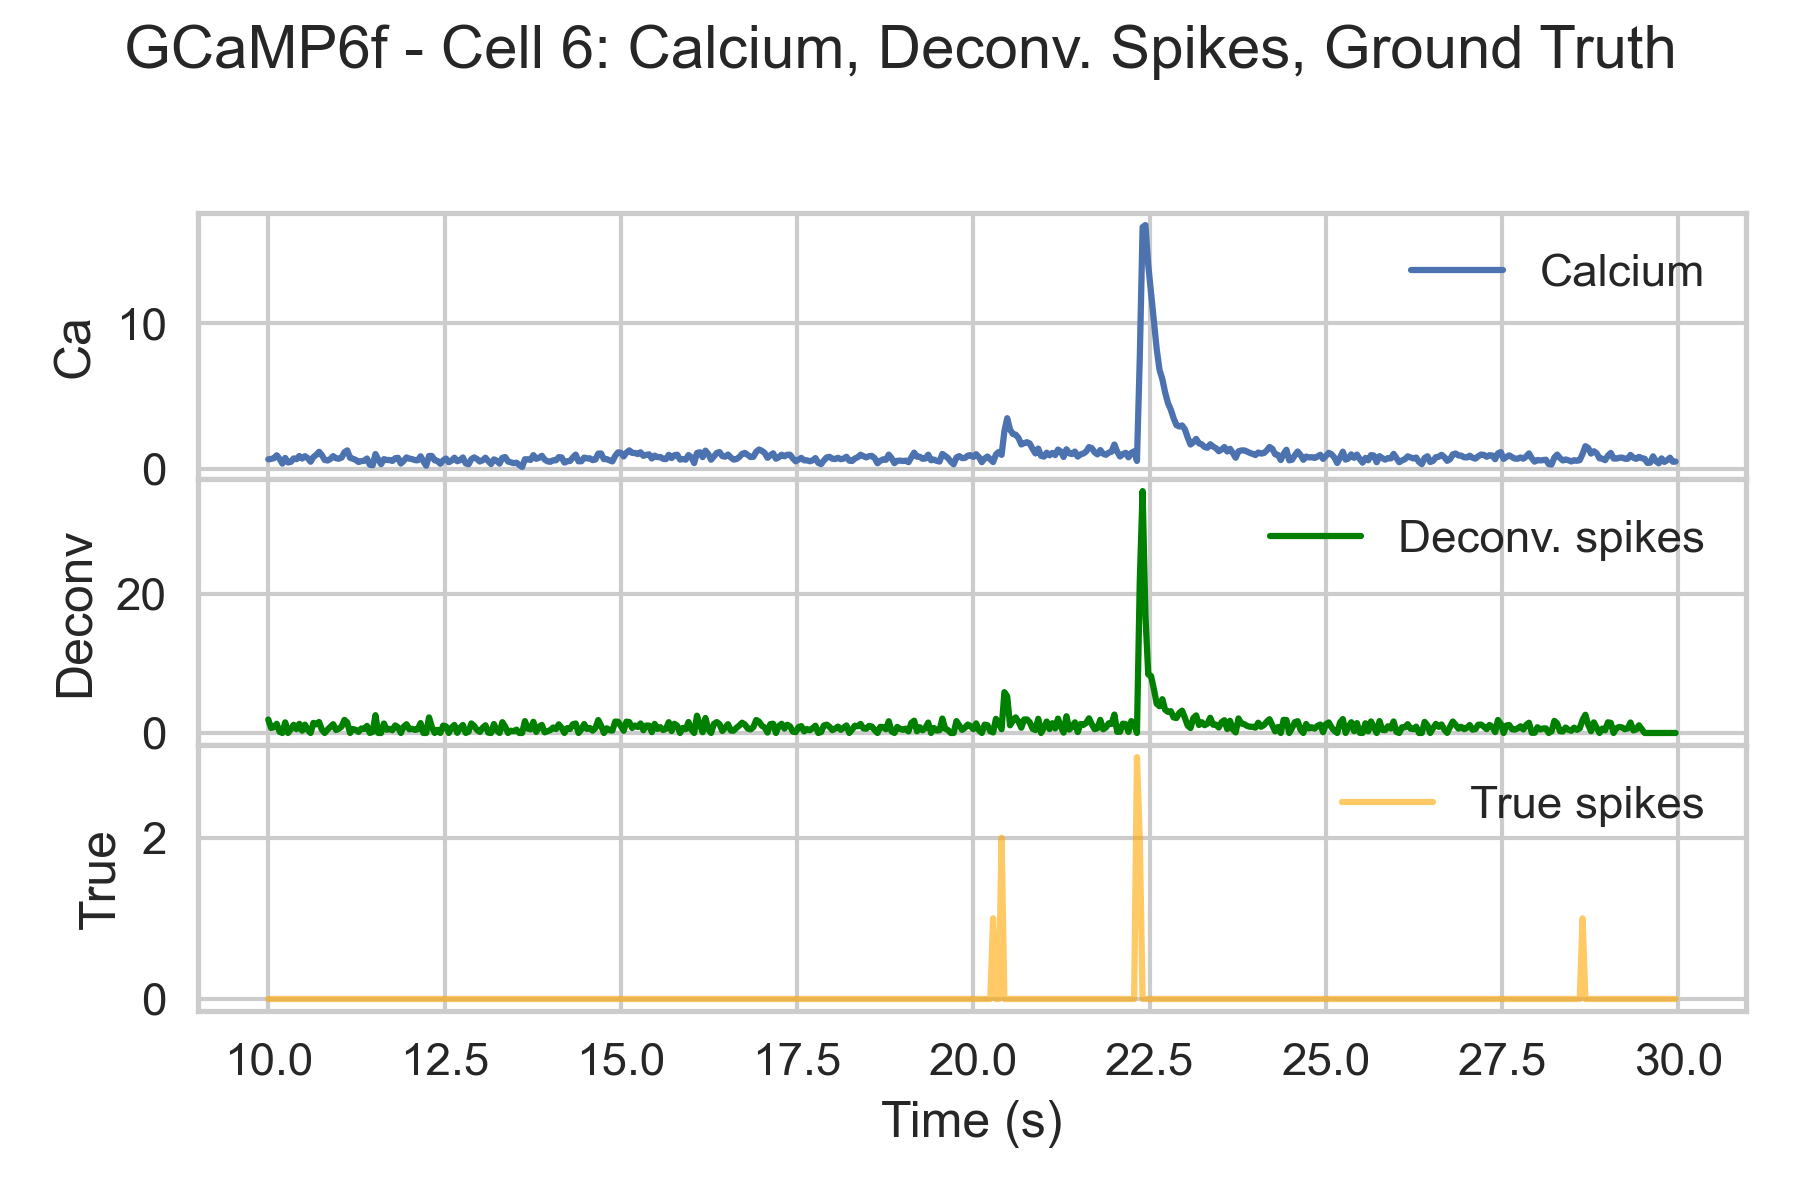 GCaMP6f - Cell 6: Calcium, Deconv. Spikes, Ground Truth
Ca
10
0
Calcium
Deconv
20
0
Deconv. spikes
True
2
0
True spikes
10.0 12.5 15.0 17.5 20.0 22.5 25.0 27.5 30.0
Time (s)